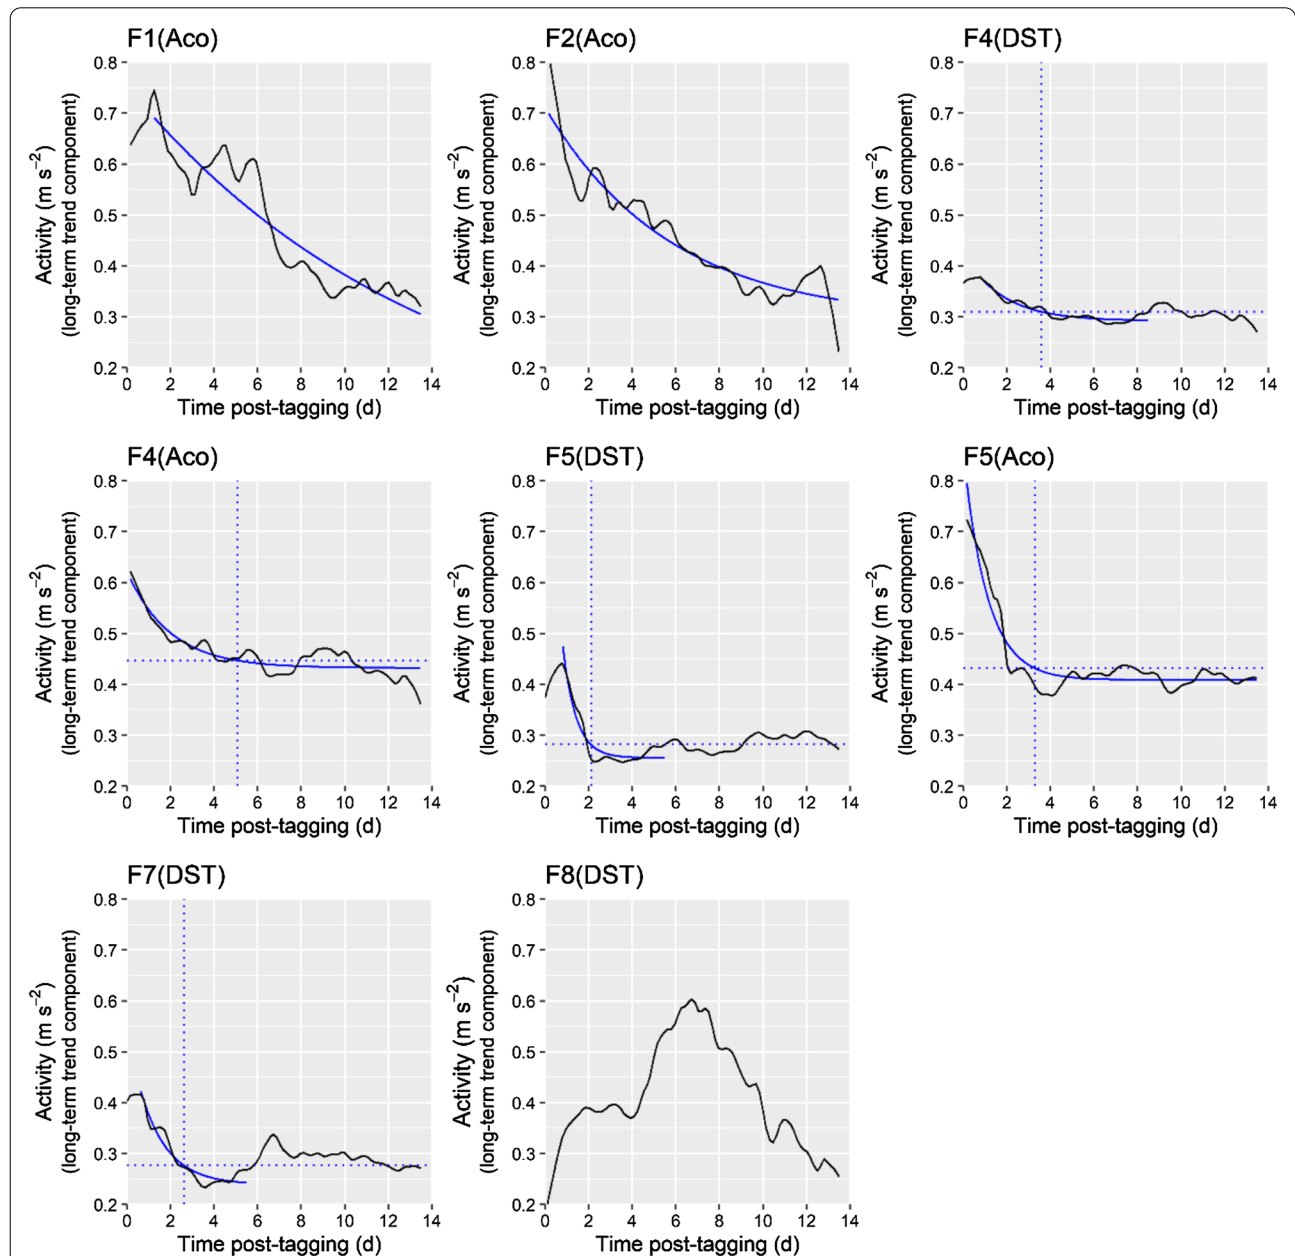 F1(Aco)
Activity (m s⁻²)
(long-term trend component)
0.8
0.7
0.6
0.5
0.4
0.3
0.2
0 2 4 6 8 10 12 14
Time post-tagging (d)
F2(Aco)
Activity (m s⁻²)
(long-term trend component)
0.8
0.7
0.6
0.5
0.4
0.3
0.2
0 2 4 6 8 10 12 14
Time post-tagging (d)
F4(DST)
Activity (m s⁻²)
(long-term trend component)
0.8
0.7
0.6
0.5
0.4
0.3
0.2
0 2 4 6 8 10 12 14
Time post-tagging (d)
F4(Aco)
Activity (m s⁻²)
(long-term trend component)
0.8
0.7
0.6
0.5
0.4
0.3
0.2
0 2 4 6 8 10 12 14
Time post-tagging (d)
F5(DST)
Activity (m s⁻²)
(long-term trend component)
0.8
0.7
0.6
0.5
0.4
0.3
0.2
0 2 4 6 8 10 12 14
Time post-tagging (d)
F5(Aco)
Activity (m s⁻²)
(long-term trend component)
0.8
0.7
0.6
0.5
0.4
0.3
0.2
0 2 4 6 8 10 12 14
Time post-tagging (d)
F7(DST)
Activity (m s⁻²)
(long-term trend component)
0.8
0.7
0.6
0.5
0.4
0.3
0.2
0 2 4 6 8 10 12 14
Time post-tagging (d)
F8(DST)
Activity (m s⁻²)
(long-term trend component)
0.8
0.7
0.6
0.5
0.4
0.3
0.2
0 2 4 6 8 10 12 14
Time post-tagging (d)